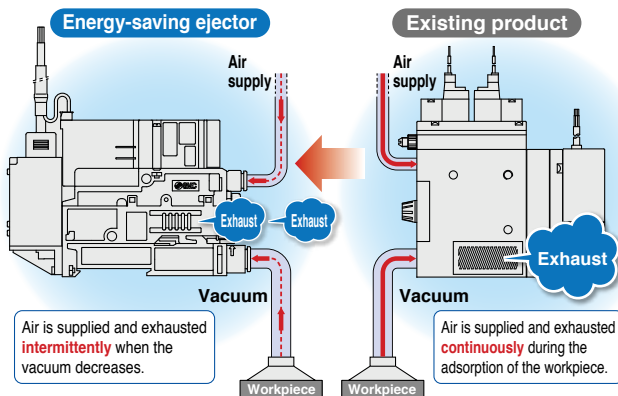 Energy-saving ejector
Existing product
Air
supply
Air
supply
SMC
Exhaust
Exhaust
Exhaust
Vacuum
Vacuum
Air is supplied and exhausted
intermittently when the
vacuum decreases.
Air is supplied and exhausted
continuously during the
adsorption of the workpiece.
Workpiece
Workpiece